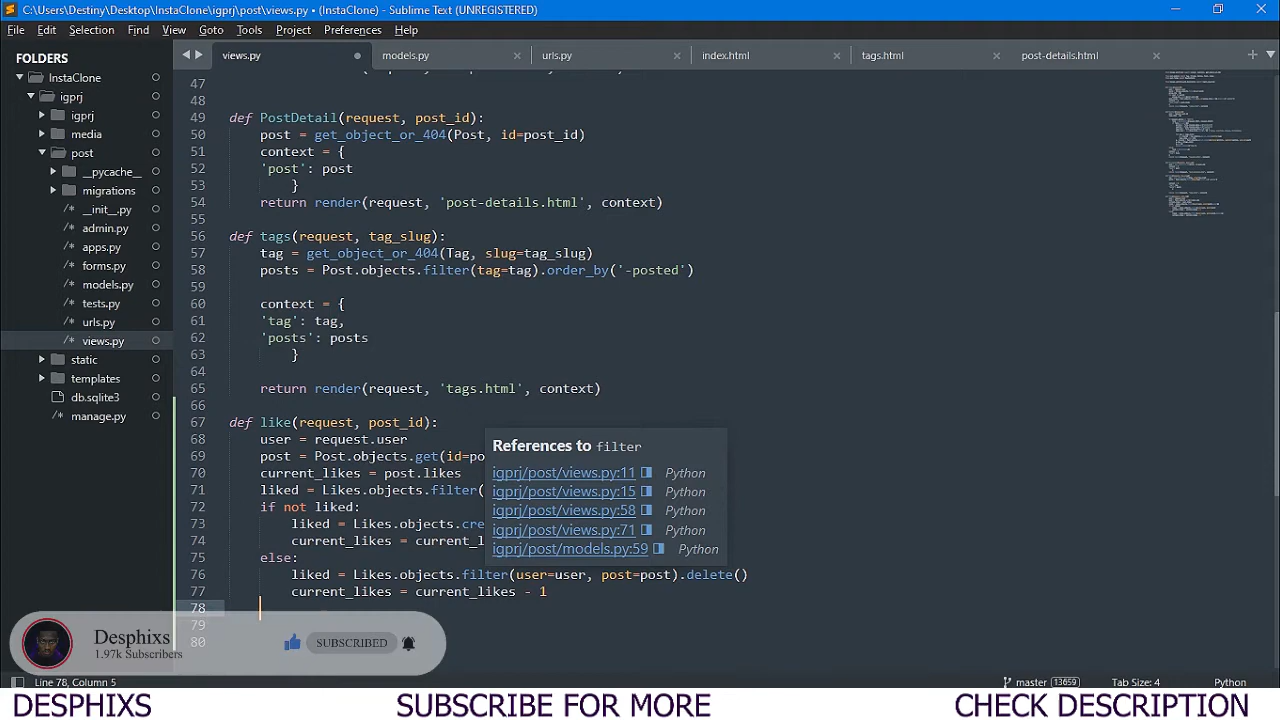 C:\Users\Destiny\Desktop\InstaClone\igprj\post\views.py • (InstaClone) - Sublime Text (UNREGISTERED)
File Edit Selection Find View Goto Tools Project Preferences Help
FOLDERS
InstaClone
igprj
igprj
media
post
__pycache__
migrations
__init__.py
admin.py
apps.py
forms.py
models.py
tests.py
urls.py
views.py
static
templates
db.sqlite3
manage.py
views.py models.py urls.py index.html tags.html post-details.html
47
48
49 def PostDetail(request, post_id):
50 post = get_object_or_404(Post, id=post_id)
51 context = {
52 'post': post
53 }
54 return render(request, 'post-details.html', context)
55
56 def tags(request, tag_slug):
57 tag = get_object_or_404(Tag, slug=tag_slug)
58 posts = Post.objects.filter(tag=tag).order_by('-posted')
59
60 context = {
61 'tag': tag,
62 'posts': posts
63 }
64
65 return render(request, 'tags.html', context)
66
67 def like(request, post_id):
68 user = request.user
69 post = Post.objects.get(id=po
70 current_likes = post.likes
71 liked = Likes.objects.filter(
72 if not liked:
73 liked = Likes.objects.cre
74 current_likes = current_l
75 else:
76 liked = Likes.objects.filter(user=user, post=post).delete()
77 current_likes = current_likes - 1
78
79
80
References to filter
igprj/post/views.py:11 Python
igprj/post/views.py:15 Python
igprj/post/views.py:58 Python
igprj/post/views.py:71 Python
igprj/post/models.py:59 Python
Desphixs
1.97k Subscribers
SUBSCRIBED
Line 78, Column 5 master 13659 Tab Size: 4 Python
DESPHIXS SUBSCRIBE FOR MORE CHECK DESCRIPTION